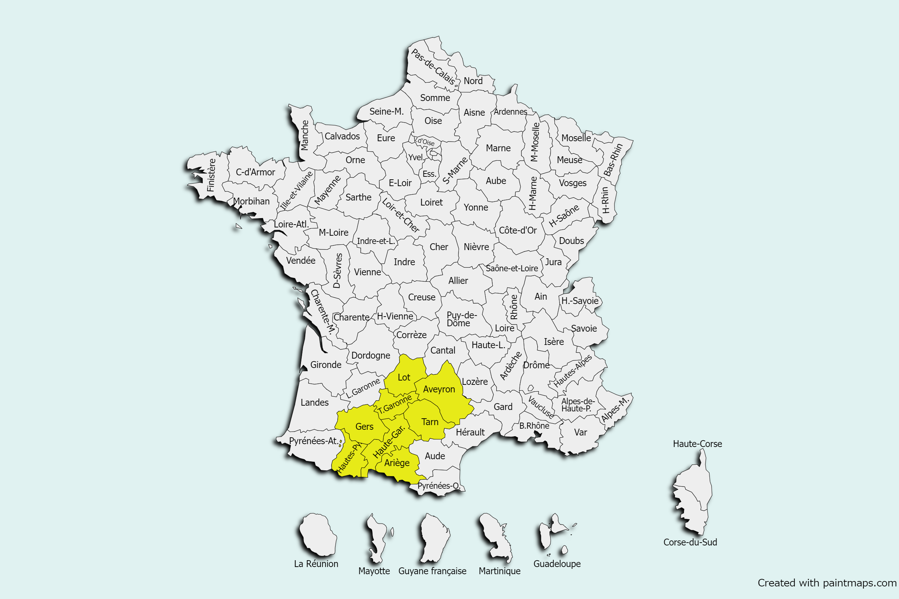 Pas-de-Calais
Nord
Somme
Seine-M.
Oise
Aisne
Ardennes
Manche
Calvados
Eure
V.d'Oise
Marne
M-Moselle
Moselle
Bas-Rhin
Meuse
Finistère
C-d'Armor
Orne
Yvel.
Ess.
S-Marne
Aube
H-Marne
Vosges
H-Rhin
Morbihan
Ille-et-Vilaine
Mayenne
Sarthe
E-Loir
Loiret
Yonne
Loir-et-Cher
Côte-d'Or
H-Saône
Doubs
Loire-Atl.
M-Loire
Indre-et-L.
Cher
Nièvre
Jura
Vendée
D-Sèvres
Vienne
Indre
Saône-et-Loire
Allier
Charente-M.
Charente
H-Vienne
Creuse
Puy-de-
Dôme
Loire
Rhône
Ain
H.-Savoie
Savoie
Isère
Corrèze
Cantal
Haute-L.
Ardèche
Drôme
Hautes-Alpes
Gironde
Dordogne
Lot
Aveyron
Lozère
Landes
L.Garonne
T.Garonne
Gard
Vaucluse
Alpes-de-
Haute-P.
Alpes-M.
Gers
Haute-Gar.
Tarn
Hérault
B.Rhône
Var
Pyrénées-At.
Hautes-Py.
Ariège
Aude
Pyrénées-O.
Haute-Corse
Corse-du-Sud
La Réunion
Mayotte
Guyane française
Martinique
Guadeloupe
Created with paintmaps.com